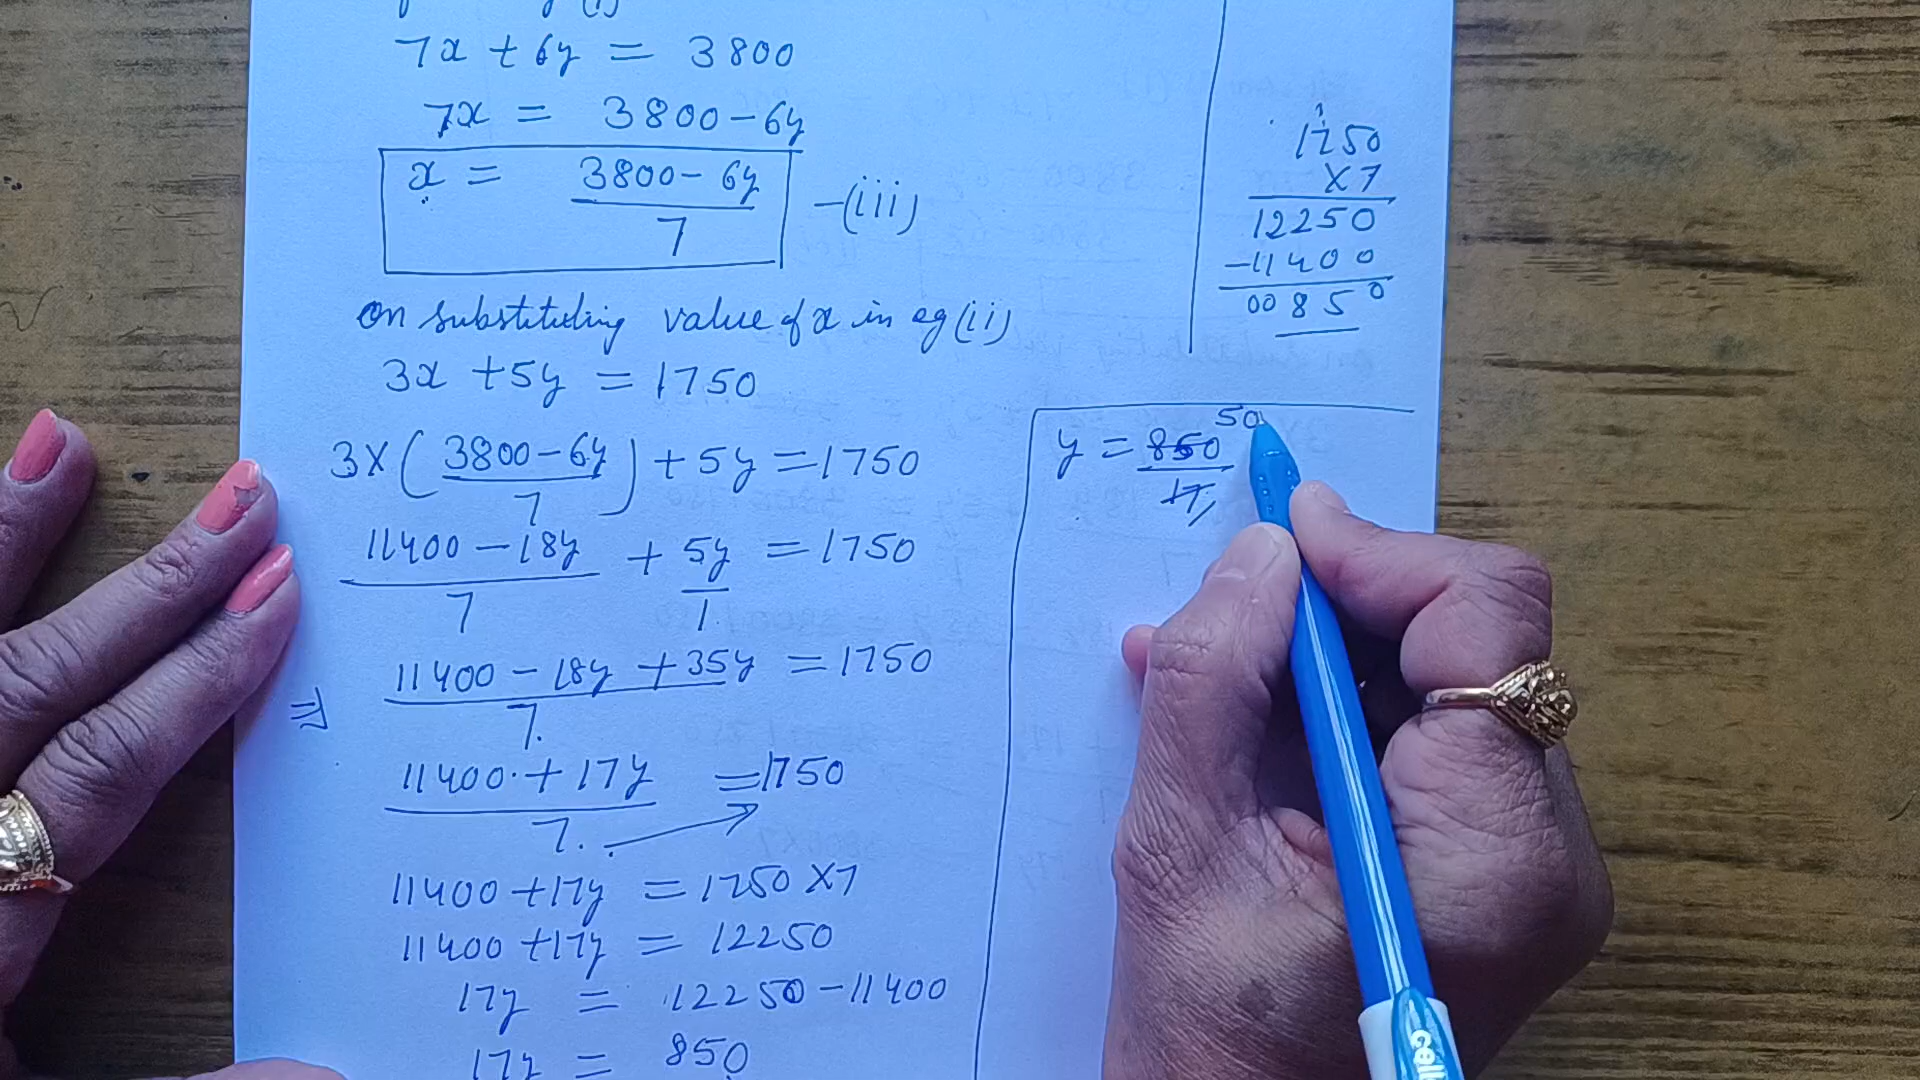 (i)
7x + 6y = 3800
7x = 3800 - 6y
x = 3800 - 6y / 7 -(iii)
on substituting value of x in eq (ii)
3x + 5y = 1750
3 × (3800 - 6y / 7) + 5y = 1750
11400 - 18y / 7 + 5y / 1 = 1750
⇒ 11400 - 18y + 35y / 7 = 1750
11400 + 17y / 7 = 1750
11400 + 17y = 1750 × 7
11400 + 17y = 12250
17y = 12250 - 11400
17y = 850
1
1750
×7
12250
-11400
00850
y = 850 / 17 50
cell